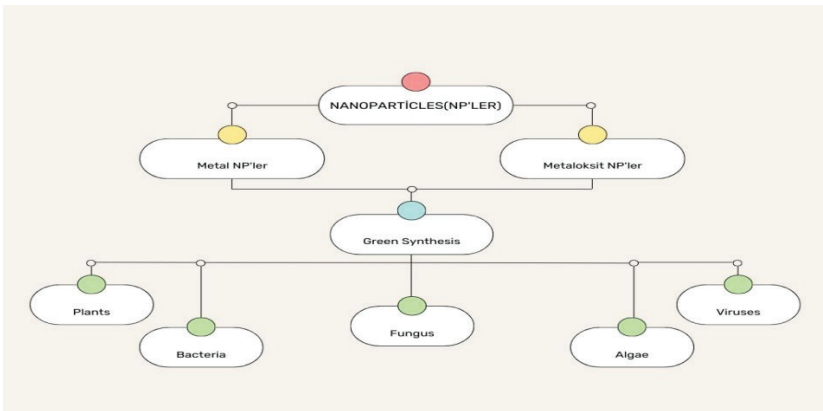 NANOPARTİCLES(NP'LER)
Metal NP'ler
Metaloksit NP'ler
Green Synthesis
Plants
Viruses
Fungus
Bacteria
Algae